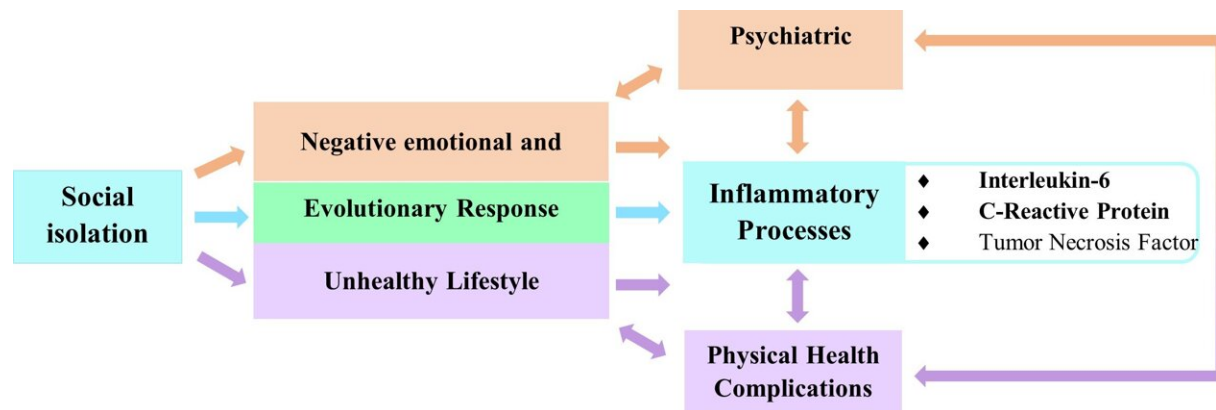 Psychiatric
Negative emotional and
Social
isolation
Evolutionary Response
Unhealthy Lifestyle
Inflammatory
Processes
♦ Interleukin-6
♦ C-Reactive Protein
♦ Tumor Necrosis Factor
Physical Health
Complications